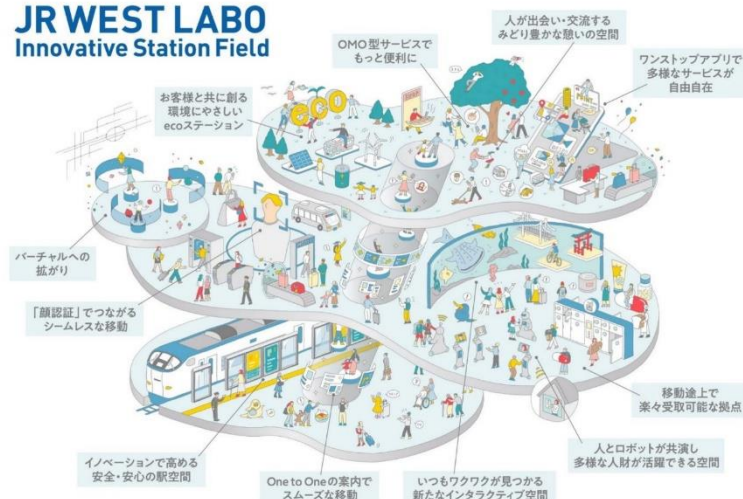 JR WEST LABO
Innovative Station Field
人が出会い・交流する
みどり豊かな憩いの空間
OMO型サービスで
もっと便利に
ワンストップアプリで
多様なサービスが
自由自在
お客様と共に創る
環境にやさしい
ecoステーション
eco
POINT
バーチャルへの
拡がり
「顔認証」でつながる
シームレスな移動
移動途上で
楽々受取可能な拠点
イノベーションで高める
安全・安心の駅空間
One to Oneの案内で
スムーズな移動
いつもワクワクが見つかる
新たなインタラクティブ空間
人とロボットが共演し
多様な人財が活躍できる空間